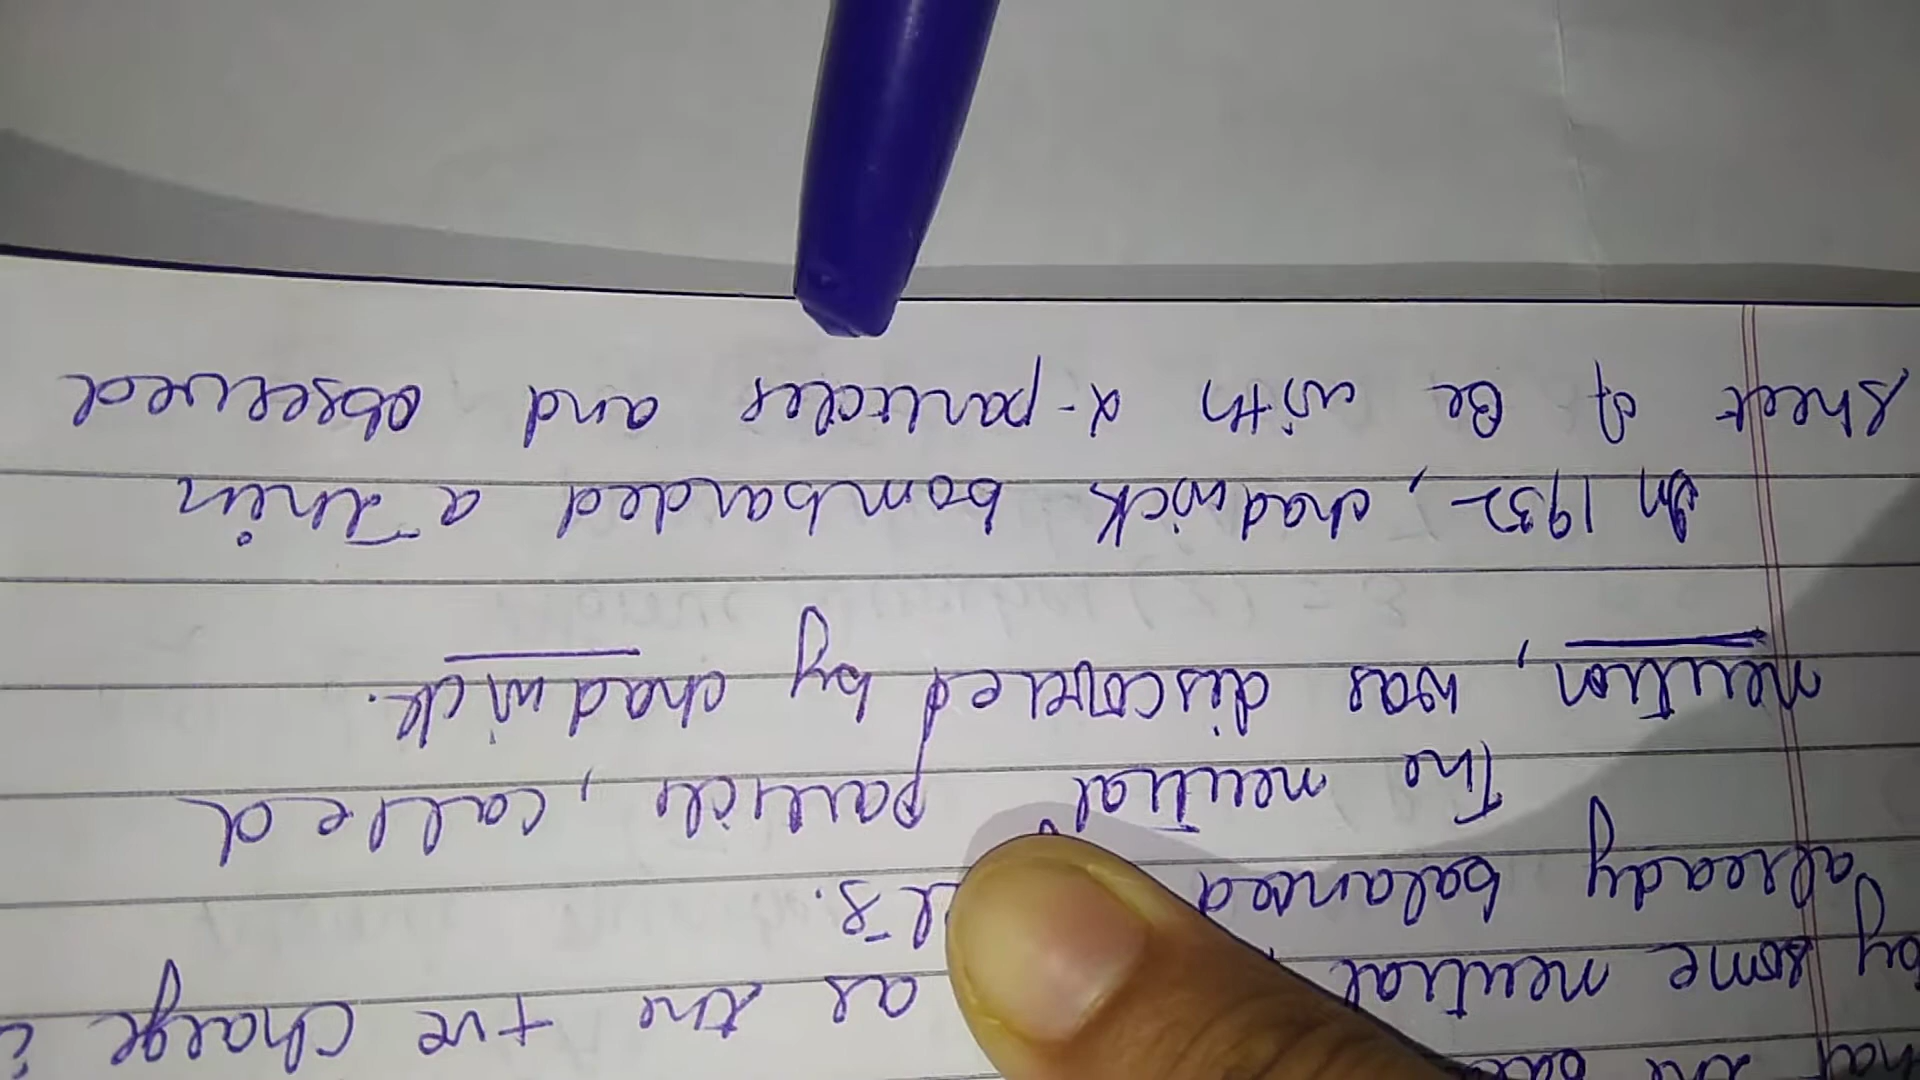 by some neutral as the +ve charge i
already balanced e⁻s.
The neutral particle, called
neutron, was discovered by chadwick.
In 1932, chadwick bombarded a thin
sheet of Be with α-particles and observed